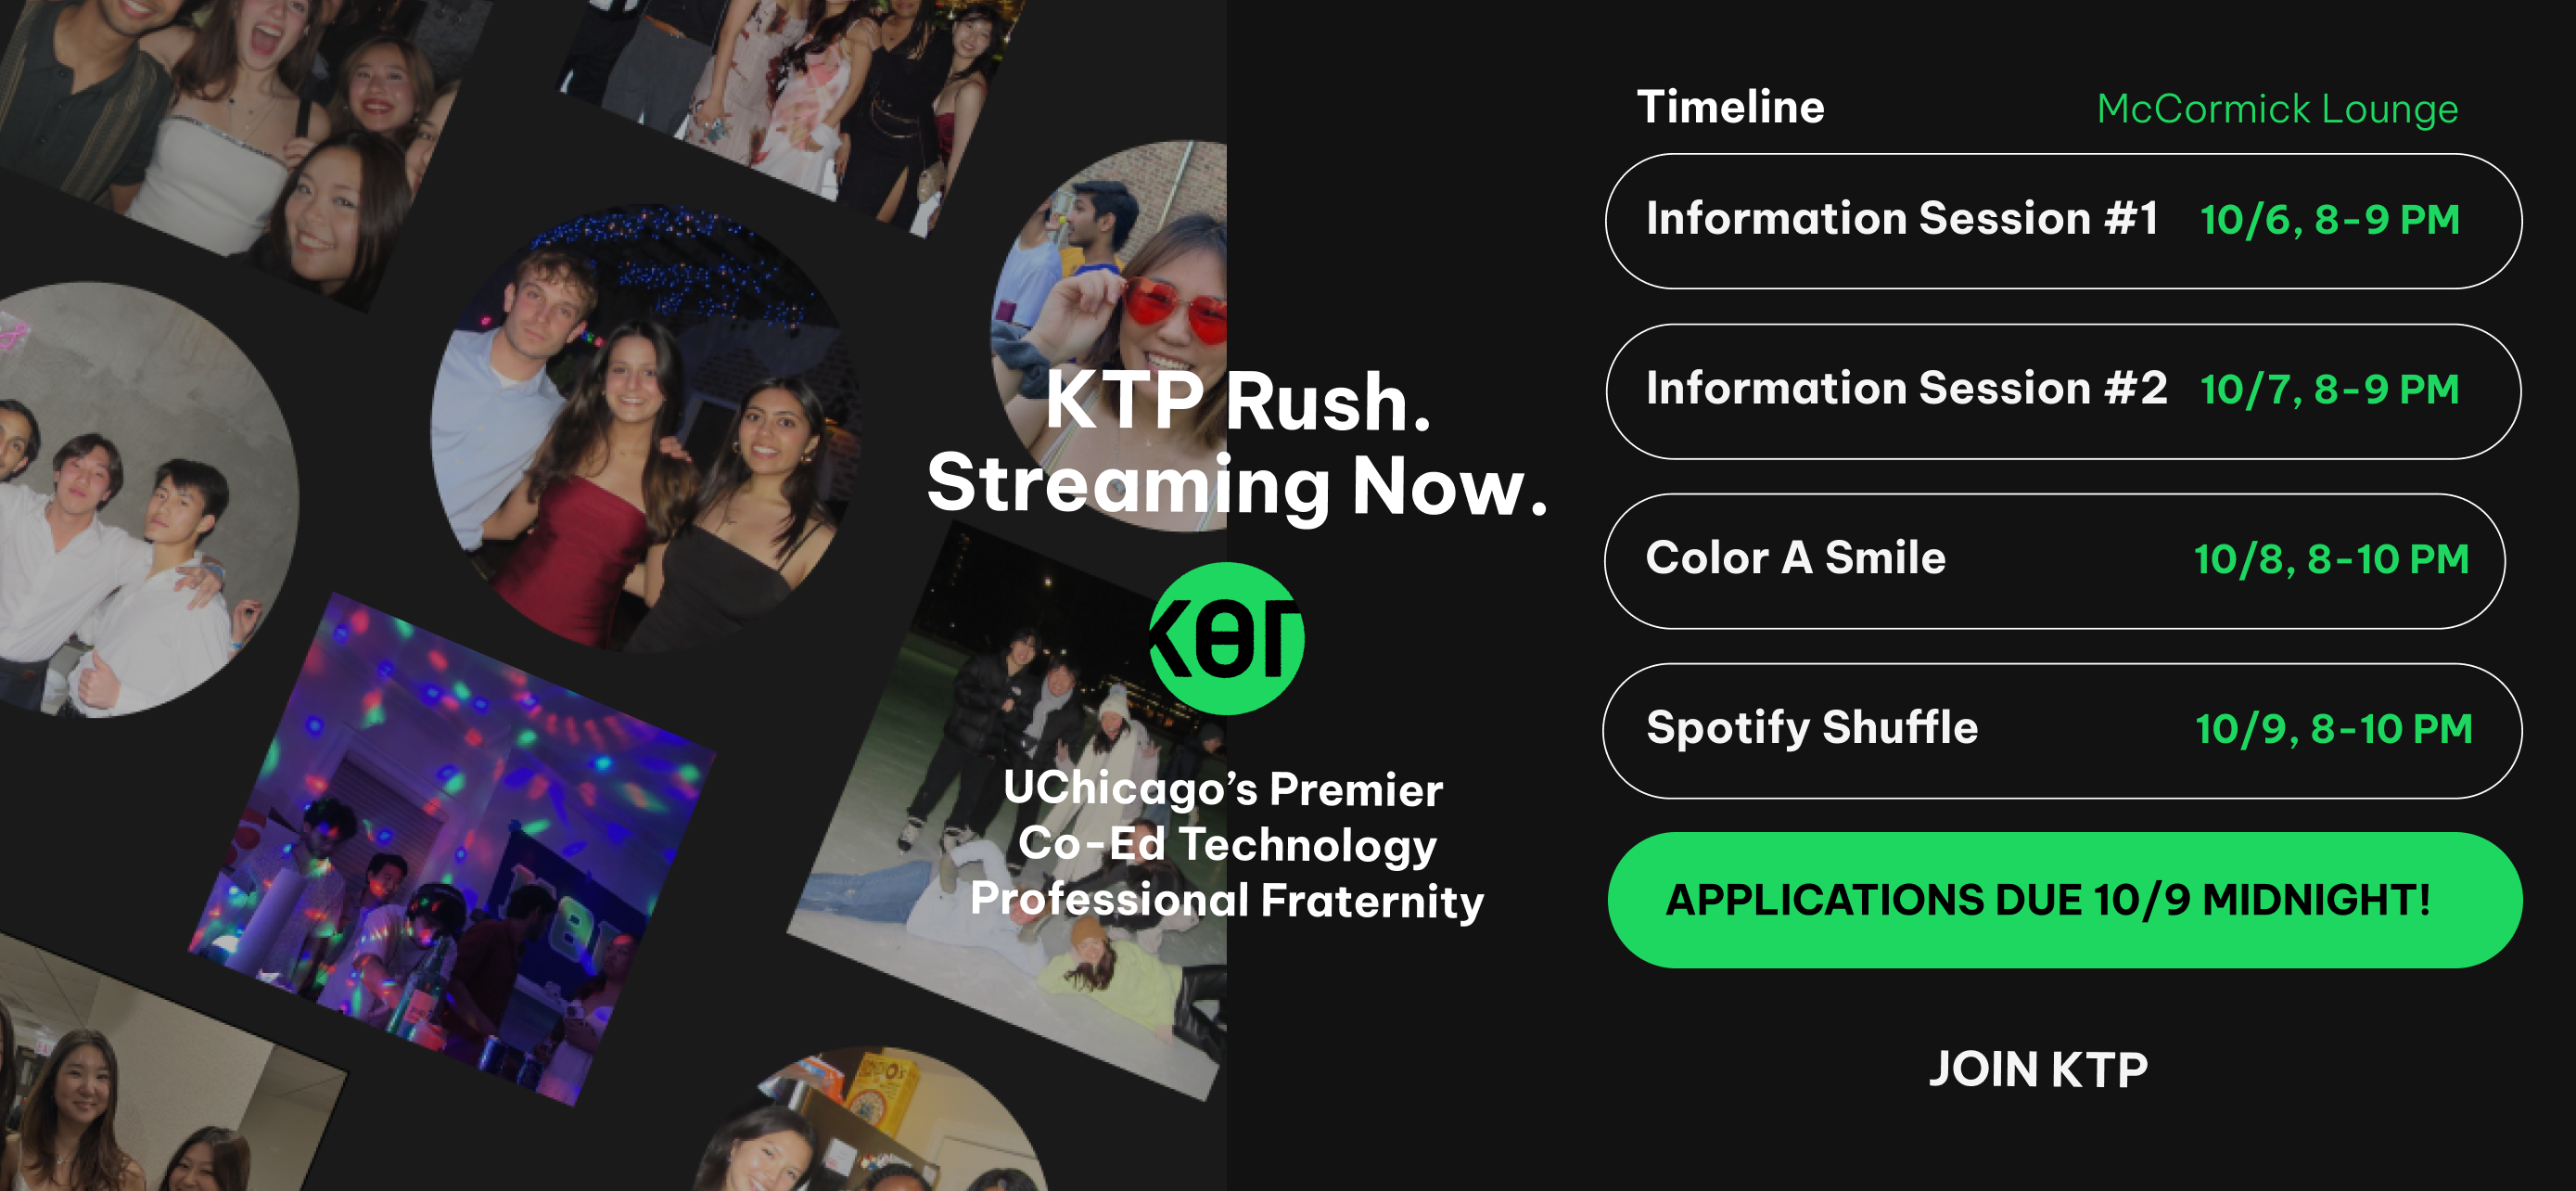 KTP Rush.
Streaming Now.
ΚΘΠ
UChicago’s Premier
Co-Ed Technology
Professional Fraternity
Timeline
McCormick Lounge
Information Session #1 10/6, 8-9 PM
Information Session #2 10/7, 8-9 PM
Color A Smile 10/8, 8-10 PM
Spotify Shuffle 10/9, 8-10 PM
APPLICATIONS DUE 10/9 MIDNIGHT!
JOIN KTP